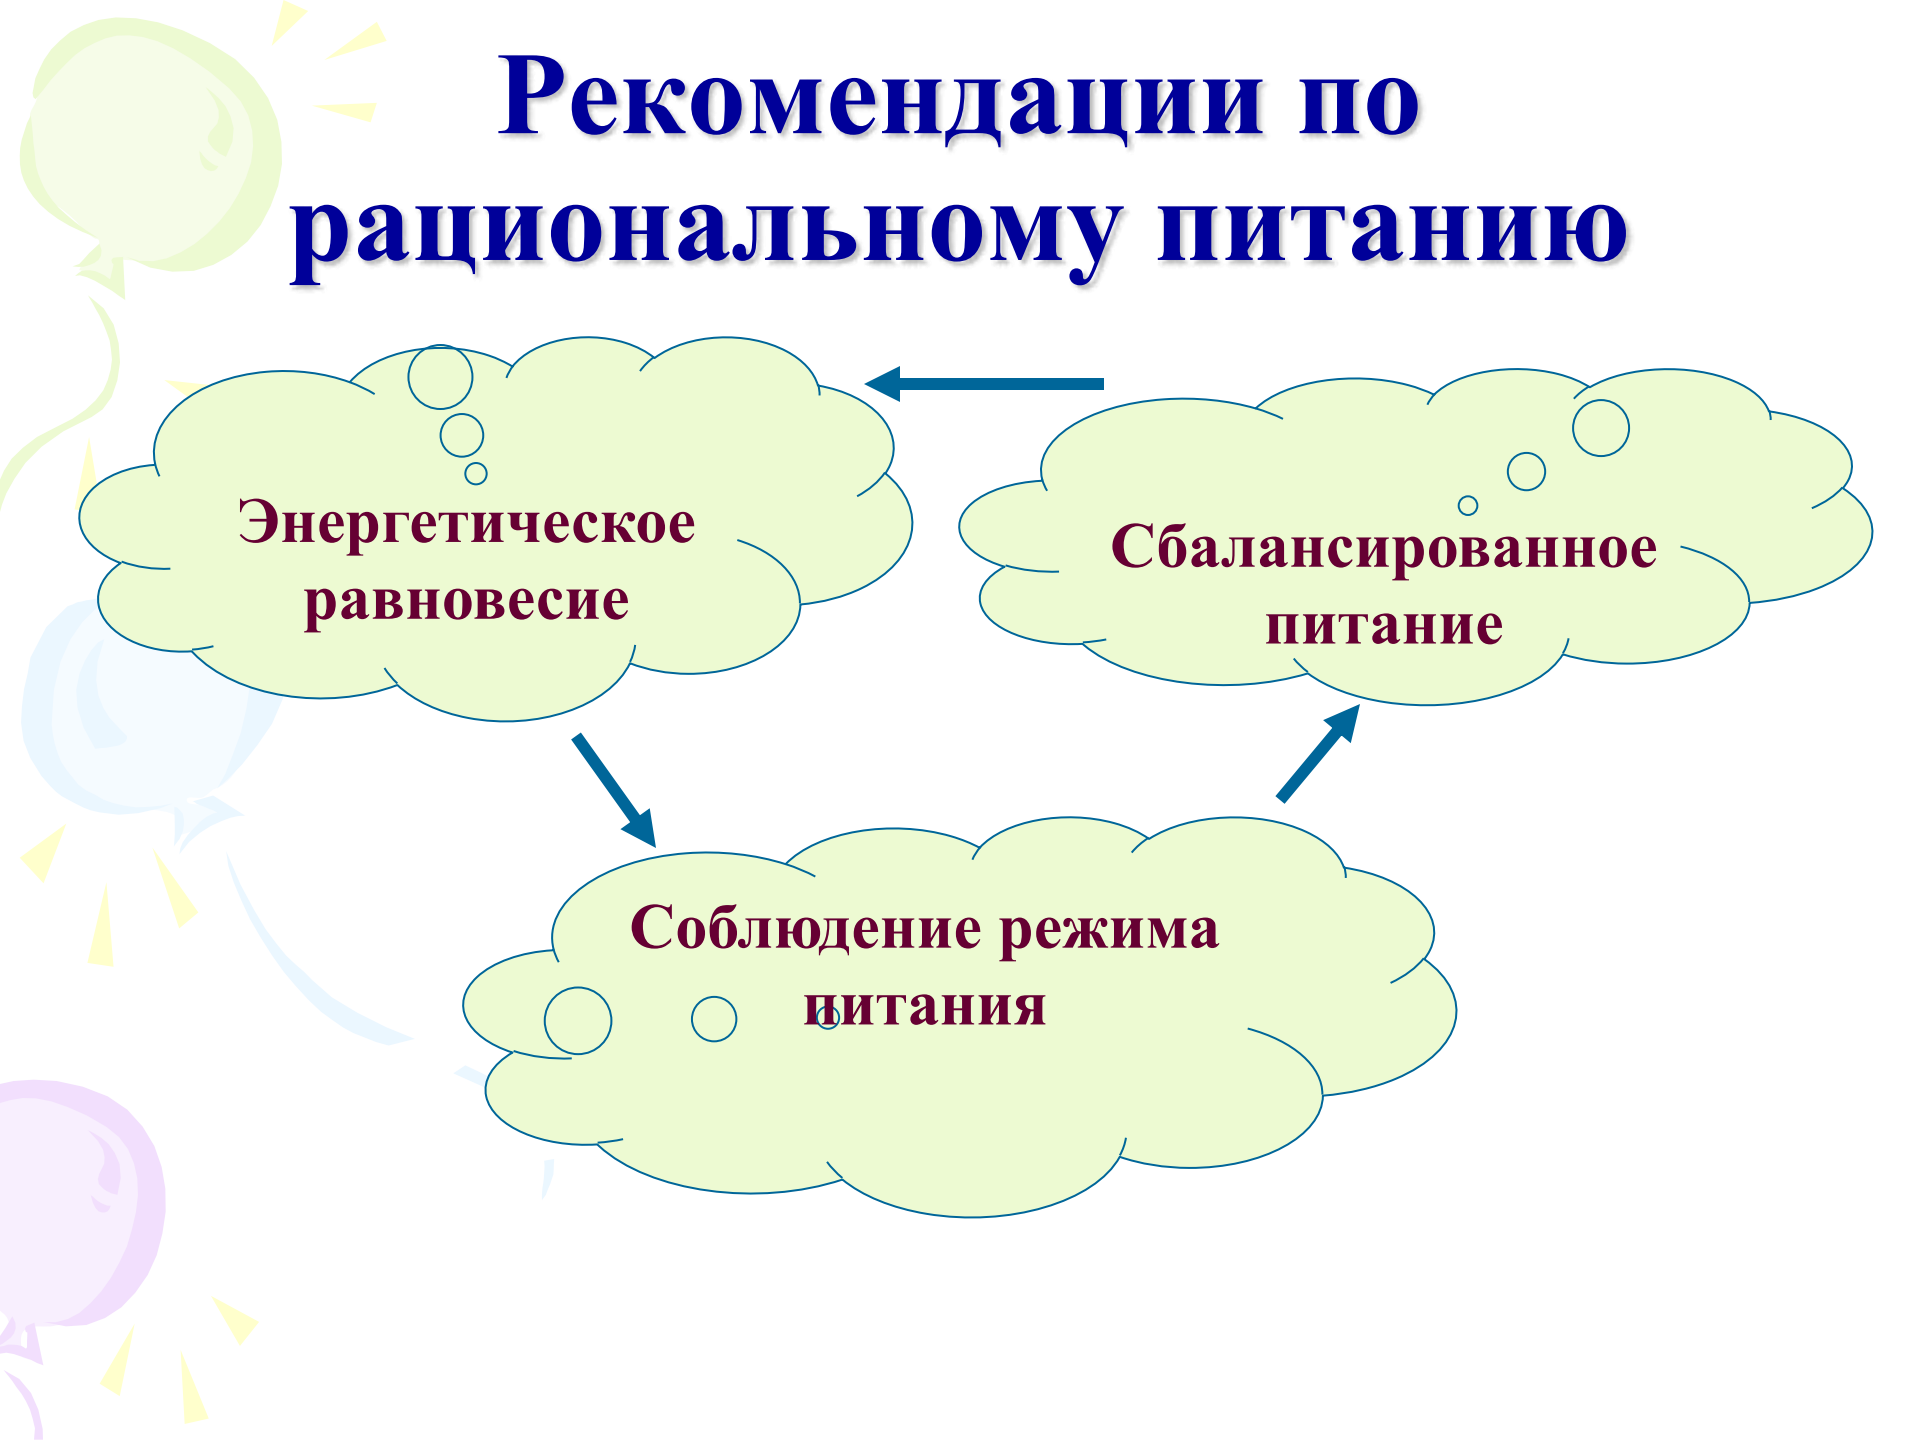 Рекомендации по
рациональному питанию
Энергетическое
равновесие
Сбалансированное
питание
Соблюдение режима
питания